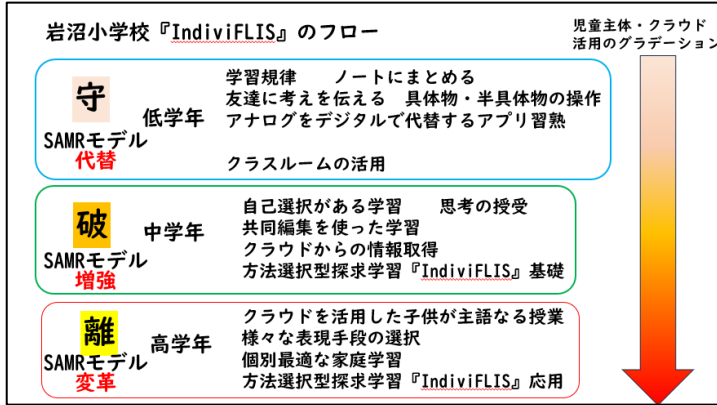 岩沼小学校『IndiviFLIS』のフロー
児童主体・クラウド
活用のグラデーション
守
低学年
SAMRモデル
代替
学習規律　　ノートにまとめる
友達に考えを伝える　具体物・半具体物の操作
アナログをデジタルで代替するアプリ習熟
クラスルームの活用
破
中学年
SAMRモデル
増強
自己選択がある学習　　思考の授受
共同編集を使った学習
クラウドからの情報取得
方法選択型探求学習『IndiviFLIS』基礎
離
高学年
SAMRモデル
変革
クラウドを活用した子供が主語なる授業
様々な表現手段の選択
個別最適な家庭学習
方法選択型探求学習『IndiviFLIS』応用